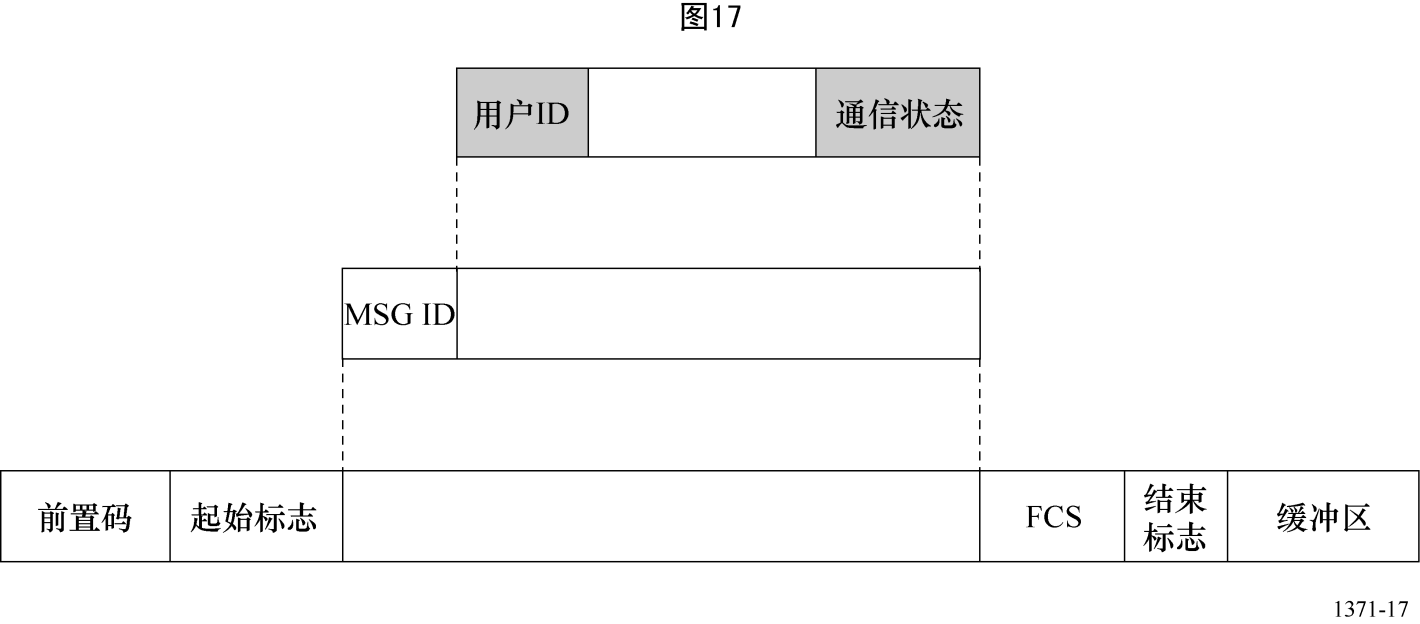 图17
用户ID
通信状态
MSG ID
前置码
起始标志
FCS
结束
标志
缓冲区
1371-17